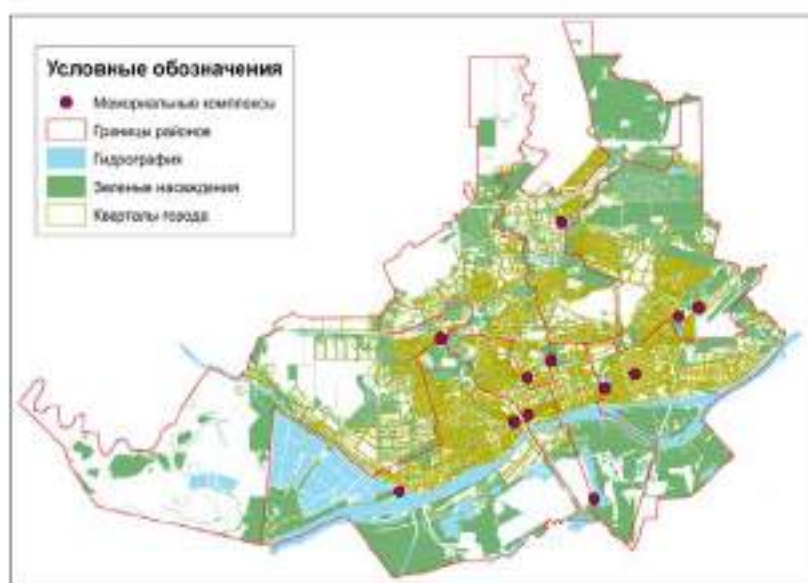 Условные обозначения
Мемориальные комплексы
Границы районов
Гидрография
Зеленые насаждения
Кварталы города